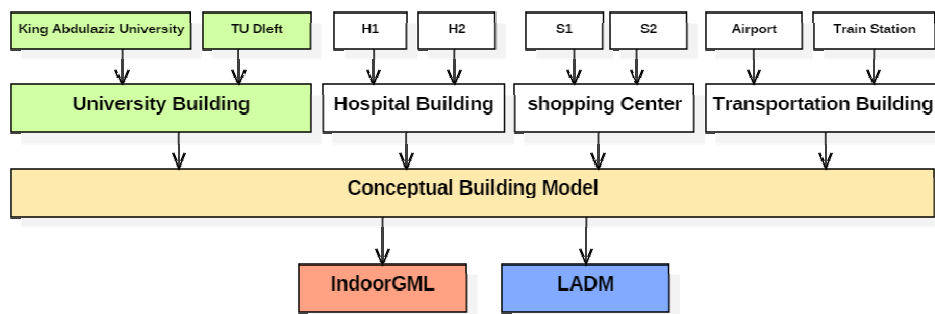 King Abdulaziz University
TU Dleft
H1
H2
S1
S2
Airport
Train Station
University Building
Hospital Building
shopping Center
Transportation Building
Conceptual Building Model
IndoorGML
LADM